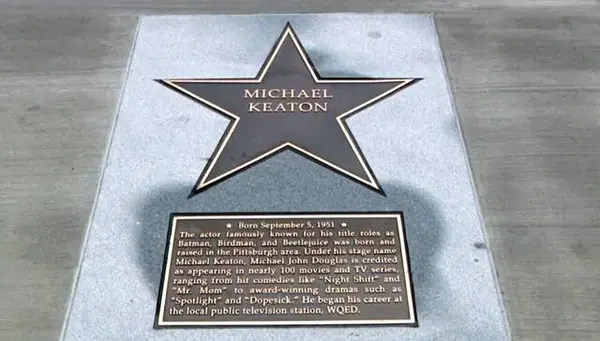 MICHAEL
KEATON
★ Born September 5, 1951 ★
The actor famously known for his title roles as
Batman, Birdman, and Beetlejuice was born and
raised in the Pittsburgh area. Under his stage name
Michael Keaton, Michael John Douglas is credited
as appearing in nearly 100 movies and TV series,
ranging from hit comedies like "Night Shift" and
"Mr. Mom" to award-winning dramas such as
"Spotlight" and "Dopesick." He began his career at
the local public television station, WQED.